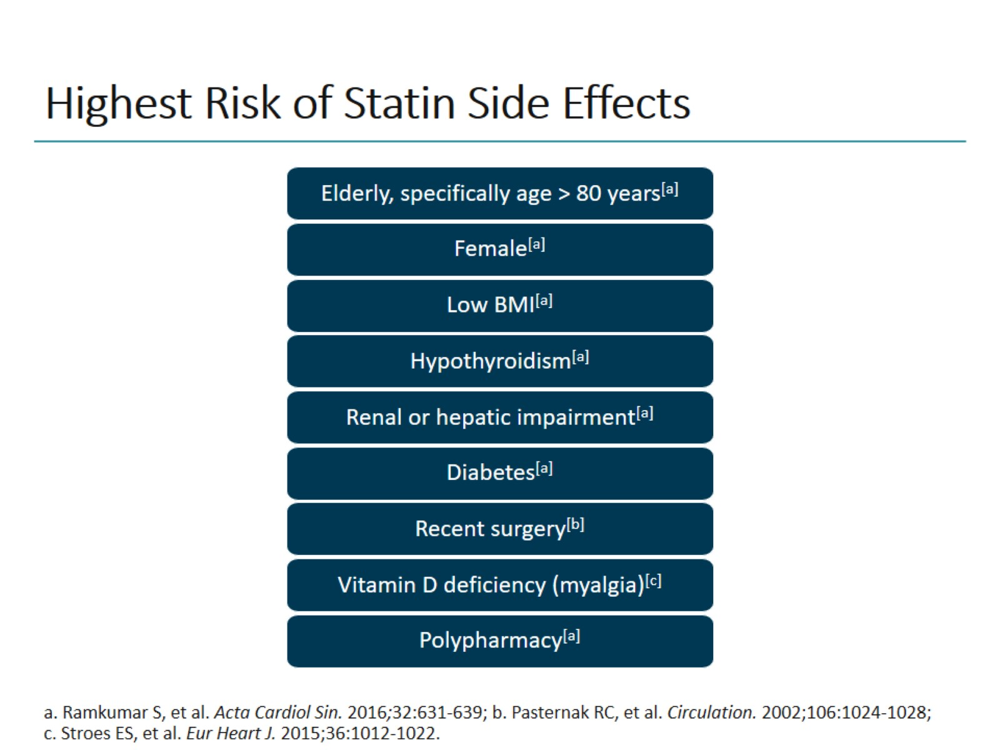 Highest Risk of Statin Side Effects
Elderly, specifically age > 80 years[a]
Female[a]
Low BMI[a]
Hypothyroidism[a]
Renal or hepatic impairment[a]
Diabetes[a]
Recent surgery[b]
Vitamin D deficiency (myalgia)[c]
Polypharmacy[a]
a. Ramkumar S, et al. Acta Cardiol Sin. 2016;32:631-639; b. Pasternak RC, et al. Circulation. 2002;106:1024-1028;
c. Stroes ES, et al. Eur Heart J. 2015;36:1012-1022.